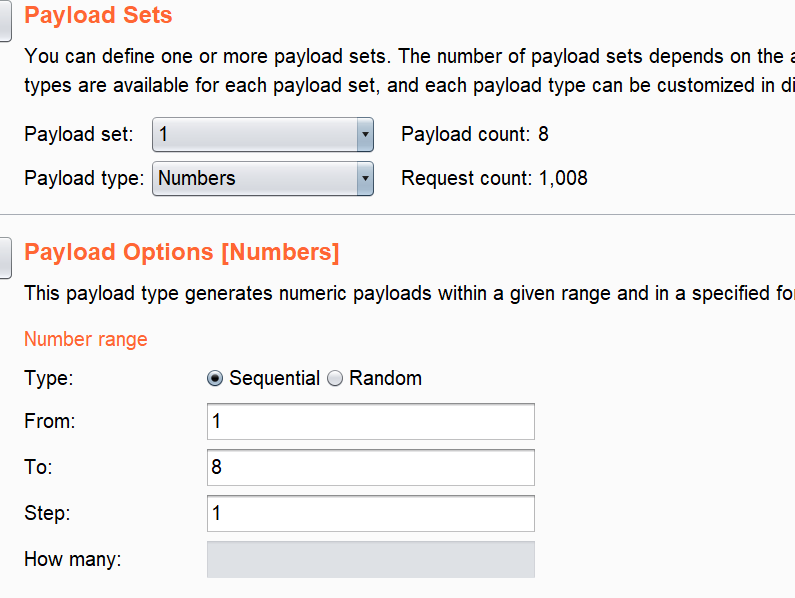 Payload Sets
You can define one or more payload sets. The number of payload sets depends on the
types are available for each payload set, and each payload type can be customized in
Payload set: 1 Payload count: 8
Payload type: Numbers Request count: 1,008
Payload Options [Numbers]
This payload type generates numeric payloads within a given range and in a specified
Number range
Type: Sequential Random
From: 1
To: 8
Step: 1
How many: